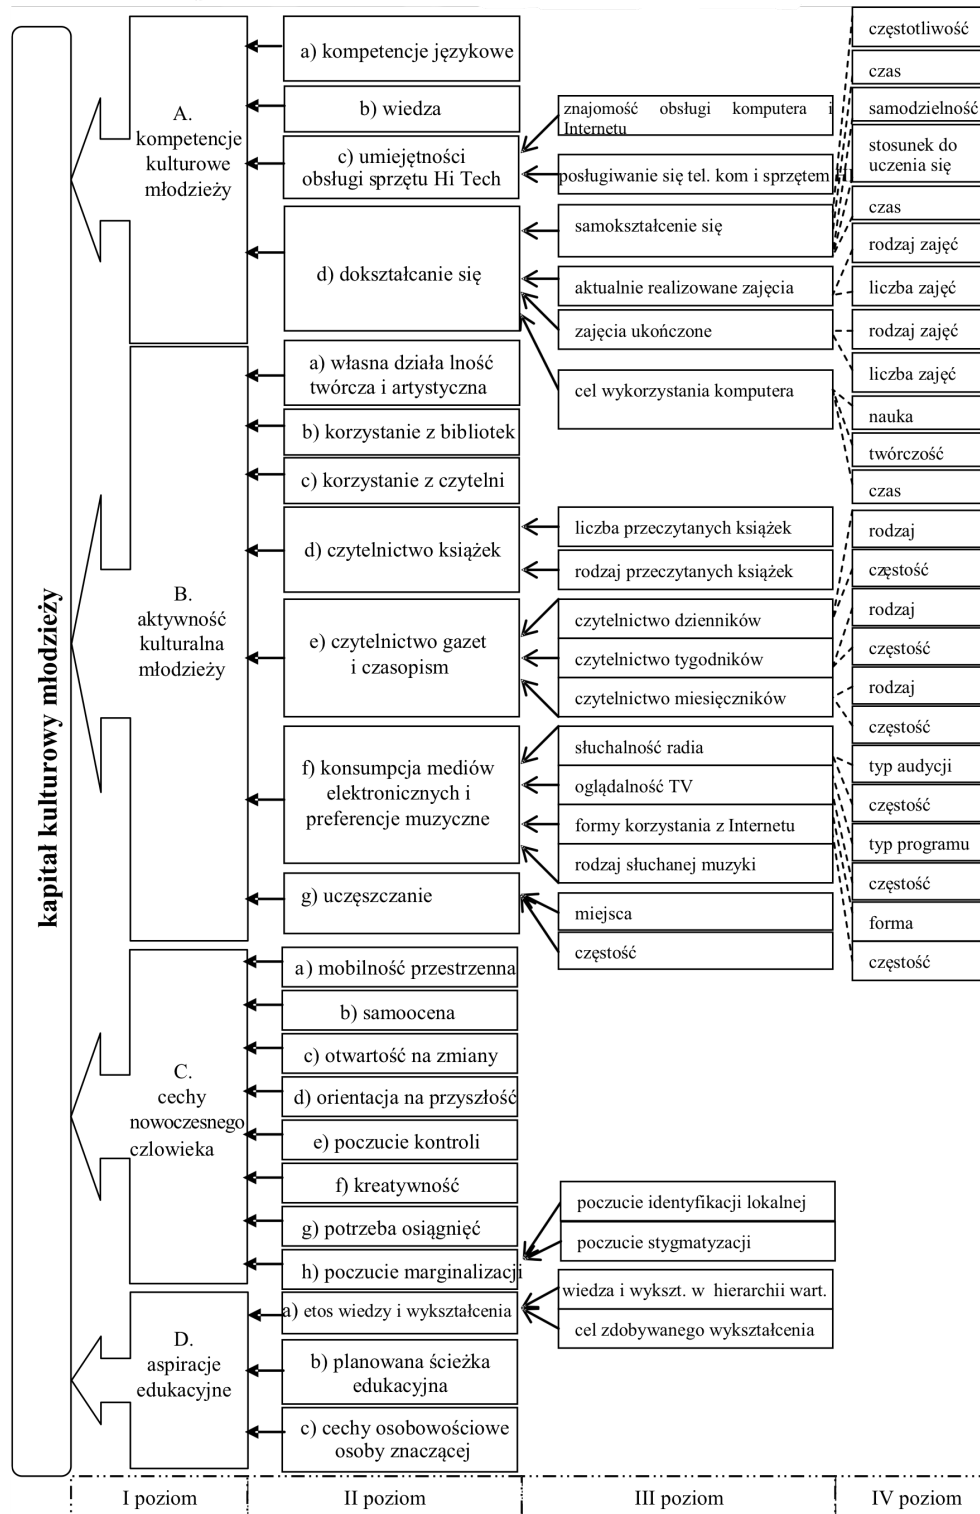 kapitał kulturowy młodzieży
A.
kompetencje
kulturowe
młodzieży
a) kompetencje językowe
b) wiedza
c) umiejętności
obsługi sprzętu Hi Tech
d) dokształcanie się
znajomość obsługi komputera i
Internetu
posługiwanie się tel. kom i sprzętem
samokształcenie się
aktualnie realizowane zajęcia
zajęcia ukończone
cel wykorzystania komputera
częstotliwość
czas
samodzielność
stosunek do
uczenia się
czas
rodzaj zajęć
liczba zajęć
rodzaj zajęć
liczba zajęć
nauka
twórczość
czas
B.
aktywność
kulturalna
młodzieży
a) własna działa lność
twórcza i artystyczna
b) korzystanie z bibliotek
c) korzystanie z czytelni
d) czytelnictwo książek
e) czytelnictwo gazet
i czasopism
f) konsumpcja mediów
elektronicznych i
preferencje muzyczne
g) uczęszczanie
liczba przeczytanych książek
rodzaj przeczytanych książek
czytelnictwo dzienników
czytelnictwo tygodników
czytelnictwo miesięczników
słuchalność radia
oglądalność TV
formy korzystania z Internetu
rodzaj słuchanej muzyki
miejsca
częstość
rodzaj
częstość
rodzaj
częstość
rodzaj
częstość
typ audycji
częstość
typ programu
częstość
forma
częstość
C.
cechy
nowoczesnego
czlowieka
a) mobilność przestrzenna
b) samoocena
c) otwartość na zmiany
d) orientacja na przyszłość
e) poczucie kontroli
f) kreatywność
g) potrzeba osiągnięć
h) poczucie marginalizacji
poczucie identyfikacji lokalnej
poczucie stygmatyzacji
D.
aspiracje
edukacyjne
a) etos wiedzy i wykształcenia
b) planowana ścieżka
edukacyjna
c) cechy osobowościowe
osoby znaczącej
wiedza i wykszt. w hierarchii wart.
cel zdobywanego wykształcenia
I poziom
II poziom
III poziom
IV poziom